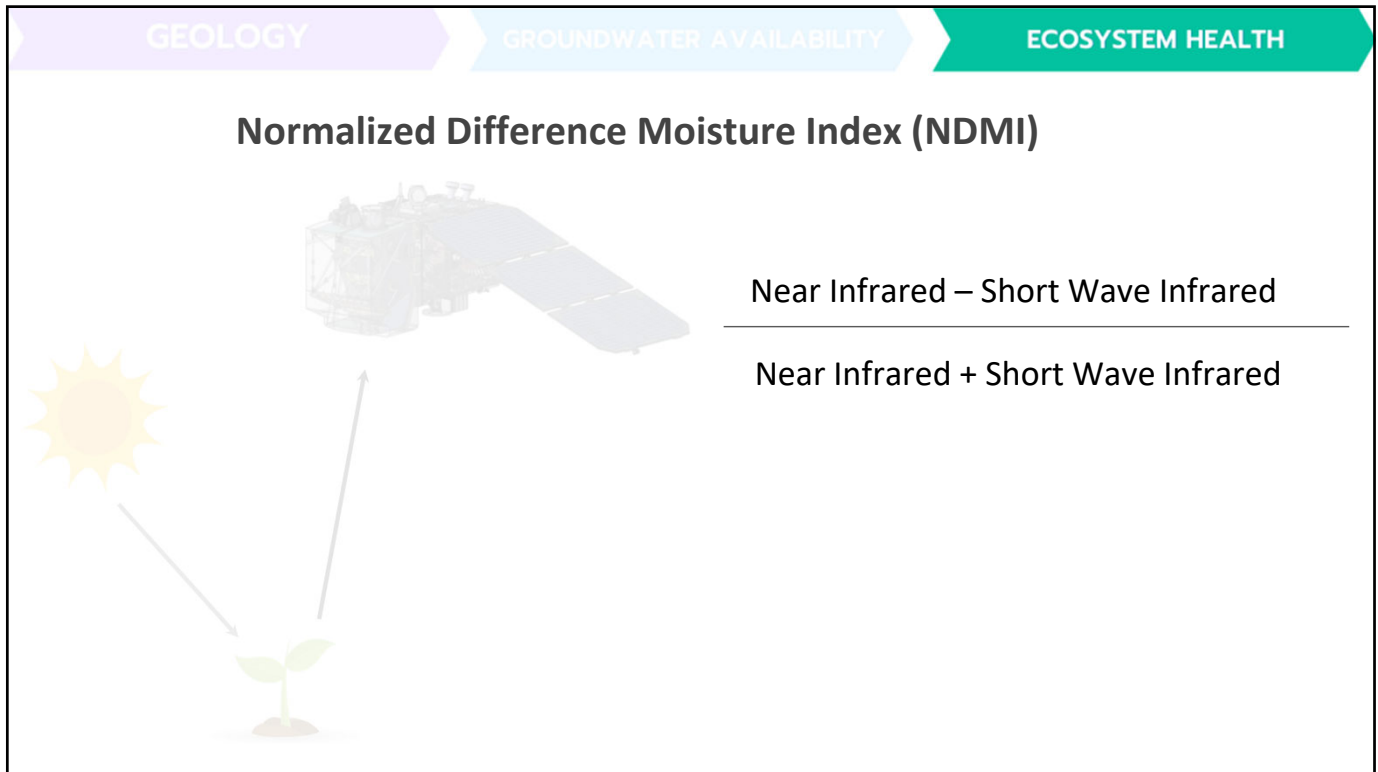 GEOLOGY
GROUNDWATER AVAILABILITY
ECOSYSTEM HEALTH
Normalized Difference Moisture Index (NDMI)
Near Infrared – Short Wave Infrared
Near Infrared + Short Wave Infrared